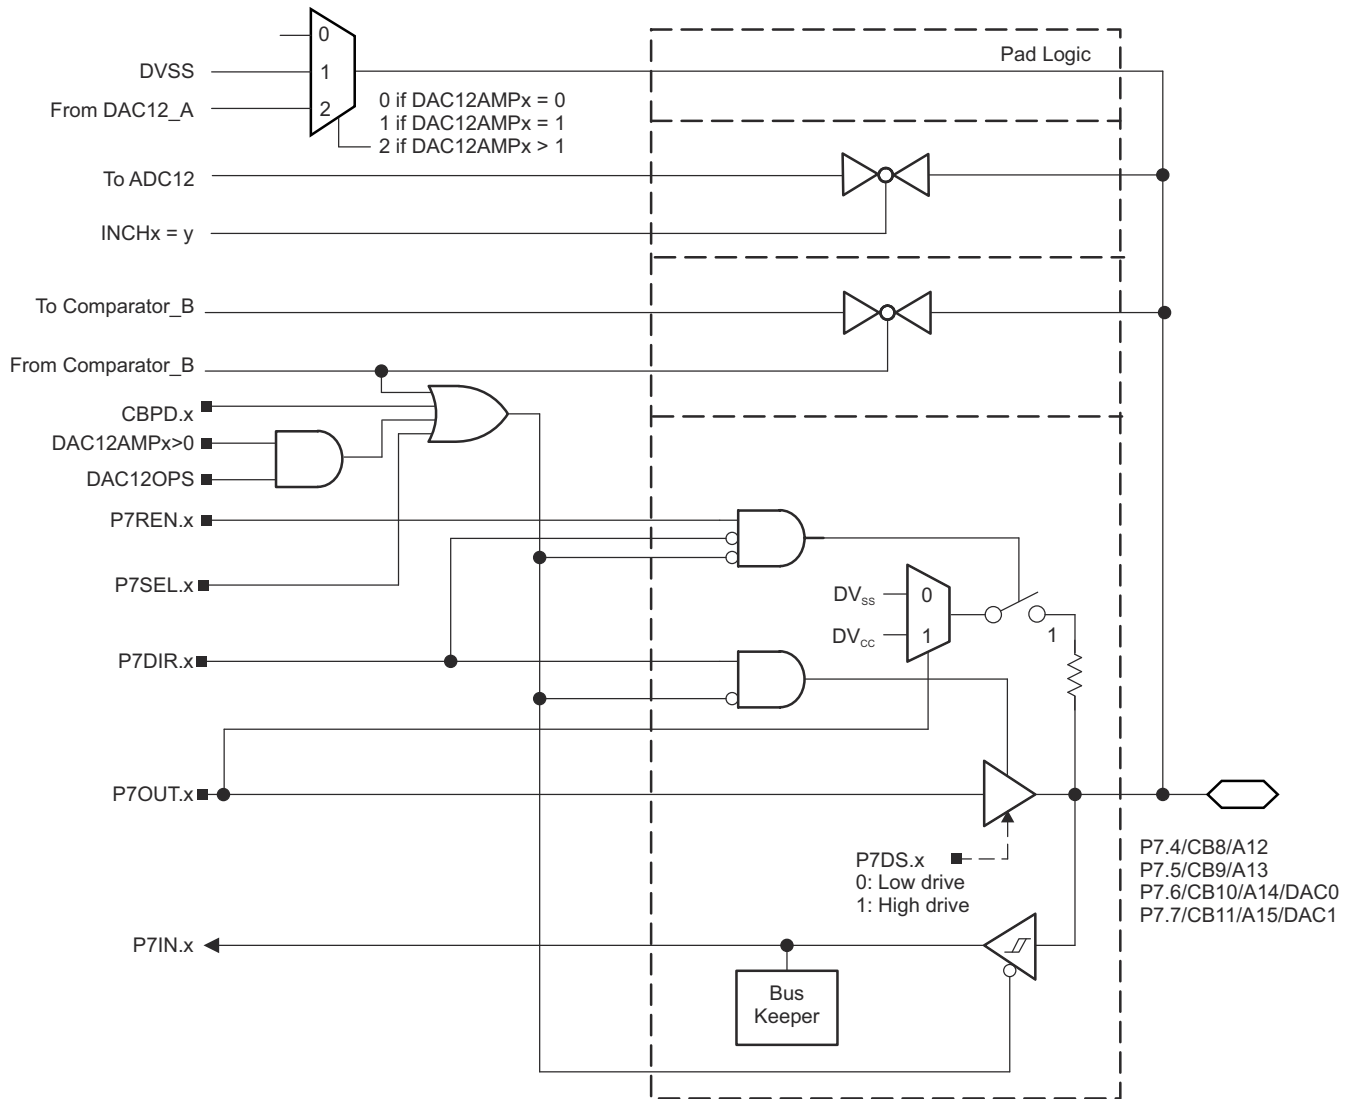 0
Pad Logic
DVSS
1
From DAC12_A
2
0 if DAC12AMPx = 0
1 if DAC12AMPx = 1
2 if DAC12AMPx > 1
To ADC12
INCHx = y
To Comparator_B
From Comparator_B
CBPD.x
DAC12AMPx>0
DAC12OPS
P7REN.x
P7SEL.x
DVss
0
DVcc
1
1
P7DIR.x
P7OUT.x
P7DS.x
0: Low drive
1: High drive
P7.4/CB8/A12
P7.5/CB9/A13
P7.6/CB10/A14/DAC0
P7.7/CB11/A15/DAC1
P7IN.x
Bus
Keeper